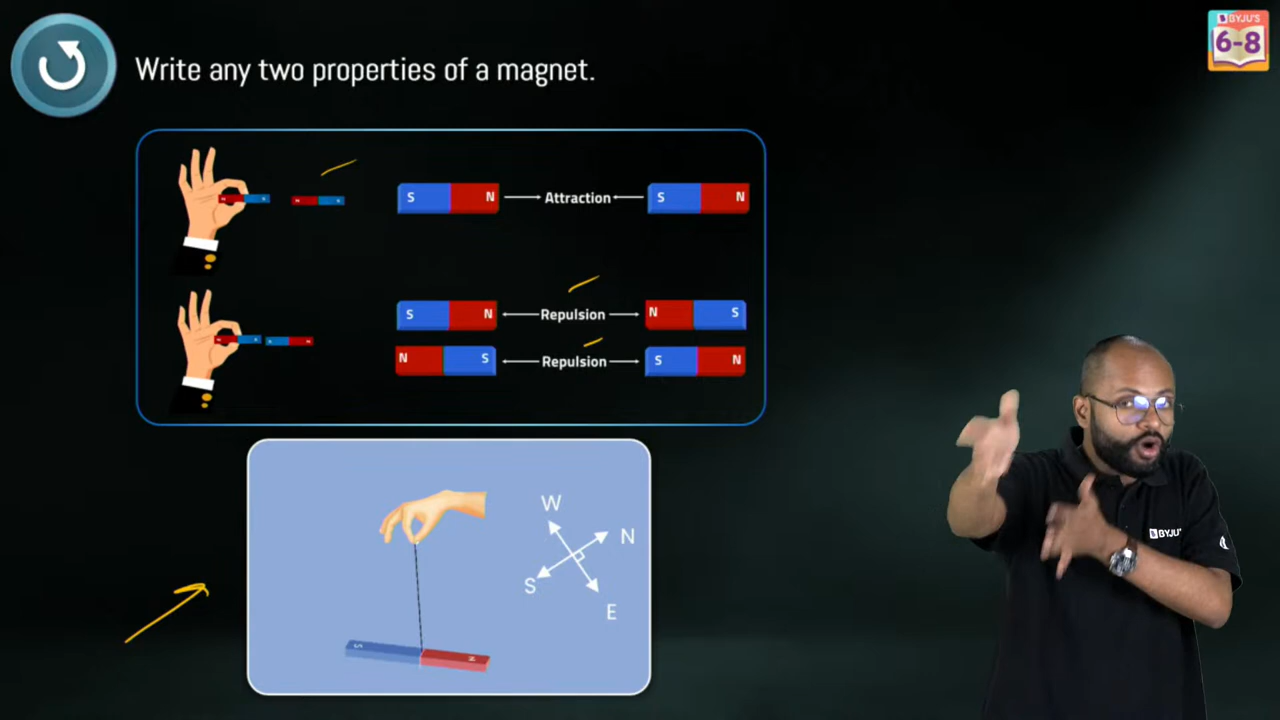 BYJU'S
6-8
Write any two properties of a magnet.
S N Attraction S N
S N Repulsion N S
N S Repulsion S N
W
N
S
E
S N
BYJU'S